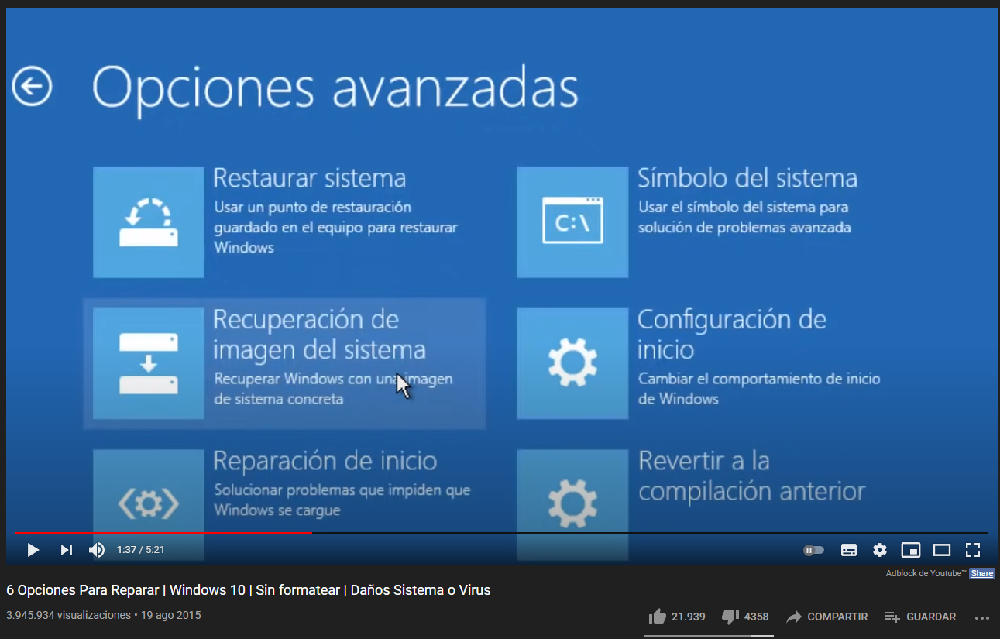 Opciones avanzadas
Restaurar sistema
Usar un punto de restauración
guardado en el equipo para restaurar
Windows
Símbolo del sistema
Usar el símbolo del sistema para
solución de problemas avanzada
C:\
Recuperación de
imagen del sistema
Recuperar Windows con una imagen
de sistema concreta
Configuración de
inicio
Cambiar el comportamiento de inicio
de Windows
Reparación de inicio
Solucionar problemas que impiden que
Windows se cargue
Revertir a la
compilación anterior
1:37 / 5:21
Adblock de Youtube™ Share
6 Opciones Para Reparar | Windows 10 | Sin formatear | Daños Sistema o Virus
3.945.934 visualizaciones • 19 ago 2015
21.939 4358 COMPARTIR GUARDAR